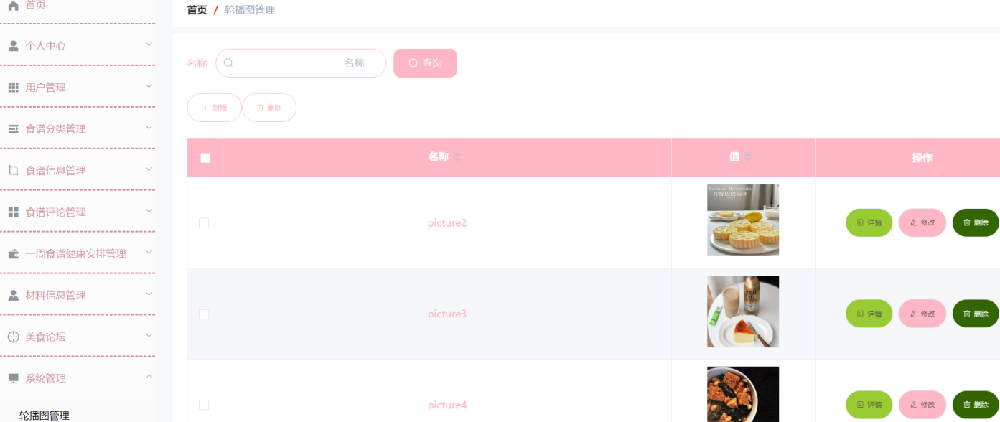 首页
个人中心
用户管理
食谱分类管理
食谱信息管理
食谱评论管理
一周食谱健康安排管理
材料信息管理
美食论坛
系统管理
轮播图管理
首页 / 轮播图管理
名称 名称 查询
新增 删除
名称 值 操作
Lemon Bavarois
柠檬巴巴露亚
picture2 详情 修改 删除
picture3 详情 修改 删除
picture4 详情 修改 删除